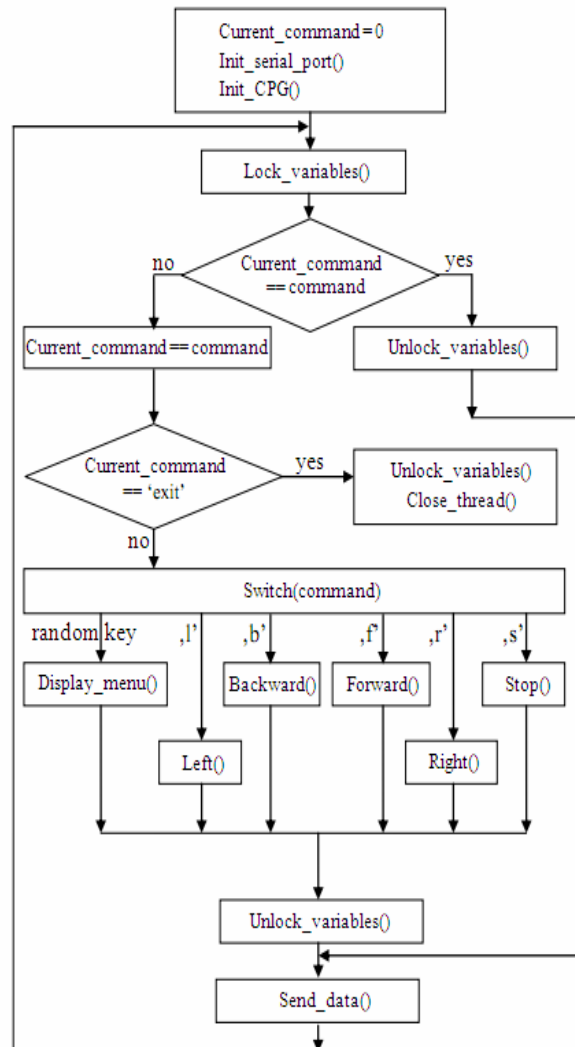 Current_command = 0
Init_serial_port()
Init_CPG()
Lock_variables()
no
Current_command
== command
yes
Current_command == command
Unlock_variables()
Current_command
== ‘exit’
yes
Unlock_variables()
Close_thread()
no
Switch(command)
random key
‚l’
‚b’
‚f’
‚r’
‚s’
Display_menu()
Backward()
Forward()
Stop()
Left()
Right()
Unlock_variables()
Send_data()